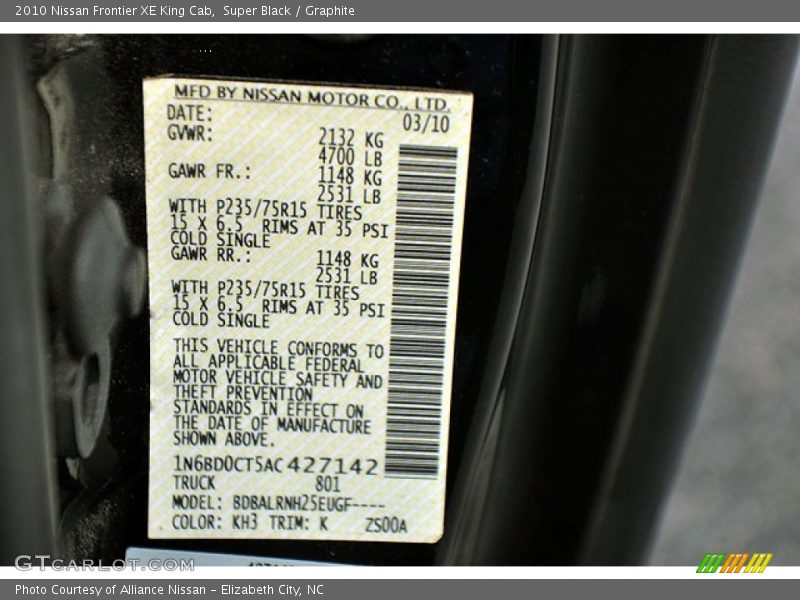 2010 Nissan Frontier XE King Cab,  Super Black / Graphite
MFD BY NISSAN MOTOR CO., LTD.
DATE: 03/10
GVWR: 2132 KG
4700 LB
GAWR FR.: 1148 KG
2531 LB
WITH P235/75R15 TIRES
15 X 6.5 RIMS AT 35 PSI
COLD SINGLE
GAWR RR.: 1148 KG
2531 LB
WITH P235/75R15 TIRES
15 X 6.5 RIMS AT 35 PSI
COLD SINGLE
THIS VEHICLE CONFORMS TO
ALL APPLICABLE FEDERAL
MOTOR VEHICLE SAFETY AND
THEFT PREVENTION
STANDARDS IN EFFECT ON
THE DATE OF MANUFACTURE
SHOWN ABOVE.
1N6BD0CT5AC427142
TRUCK 801
MODEL: BDBALRNH25EUGF----
COLOR: KH3 TRIM: K ZS00A
GTCARLOT.COM
Photo Courtesy of Alliance Nissan - Elizabeth City, NC